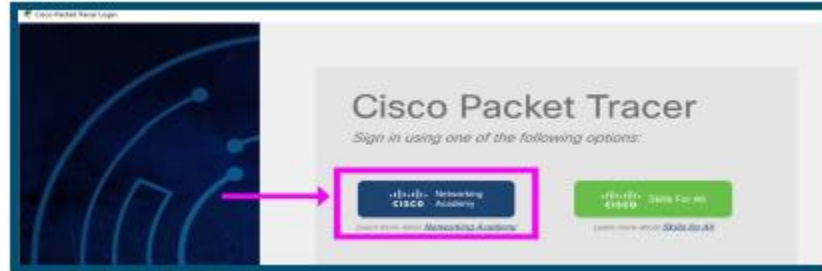 Cisco Packet Tracer Login
Cisco Packet Tracer
Sign in using one of the following options:
CISCO Networking Academy
CISCO Skills For All
Learn more about Networking Academy
Learn more about Skills for All